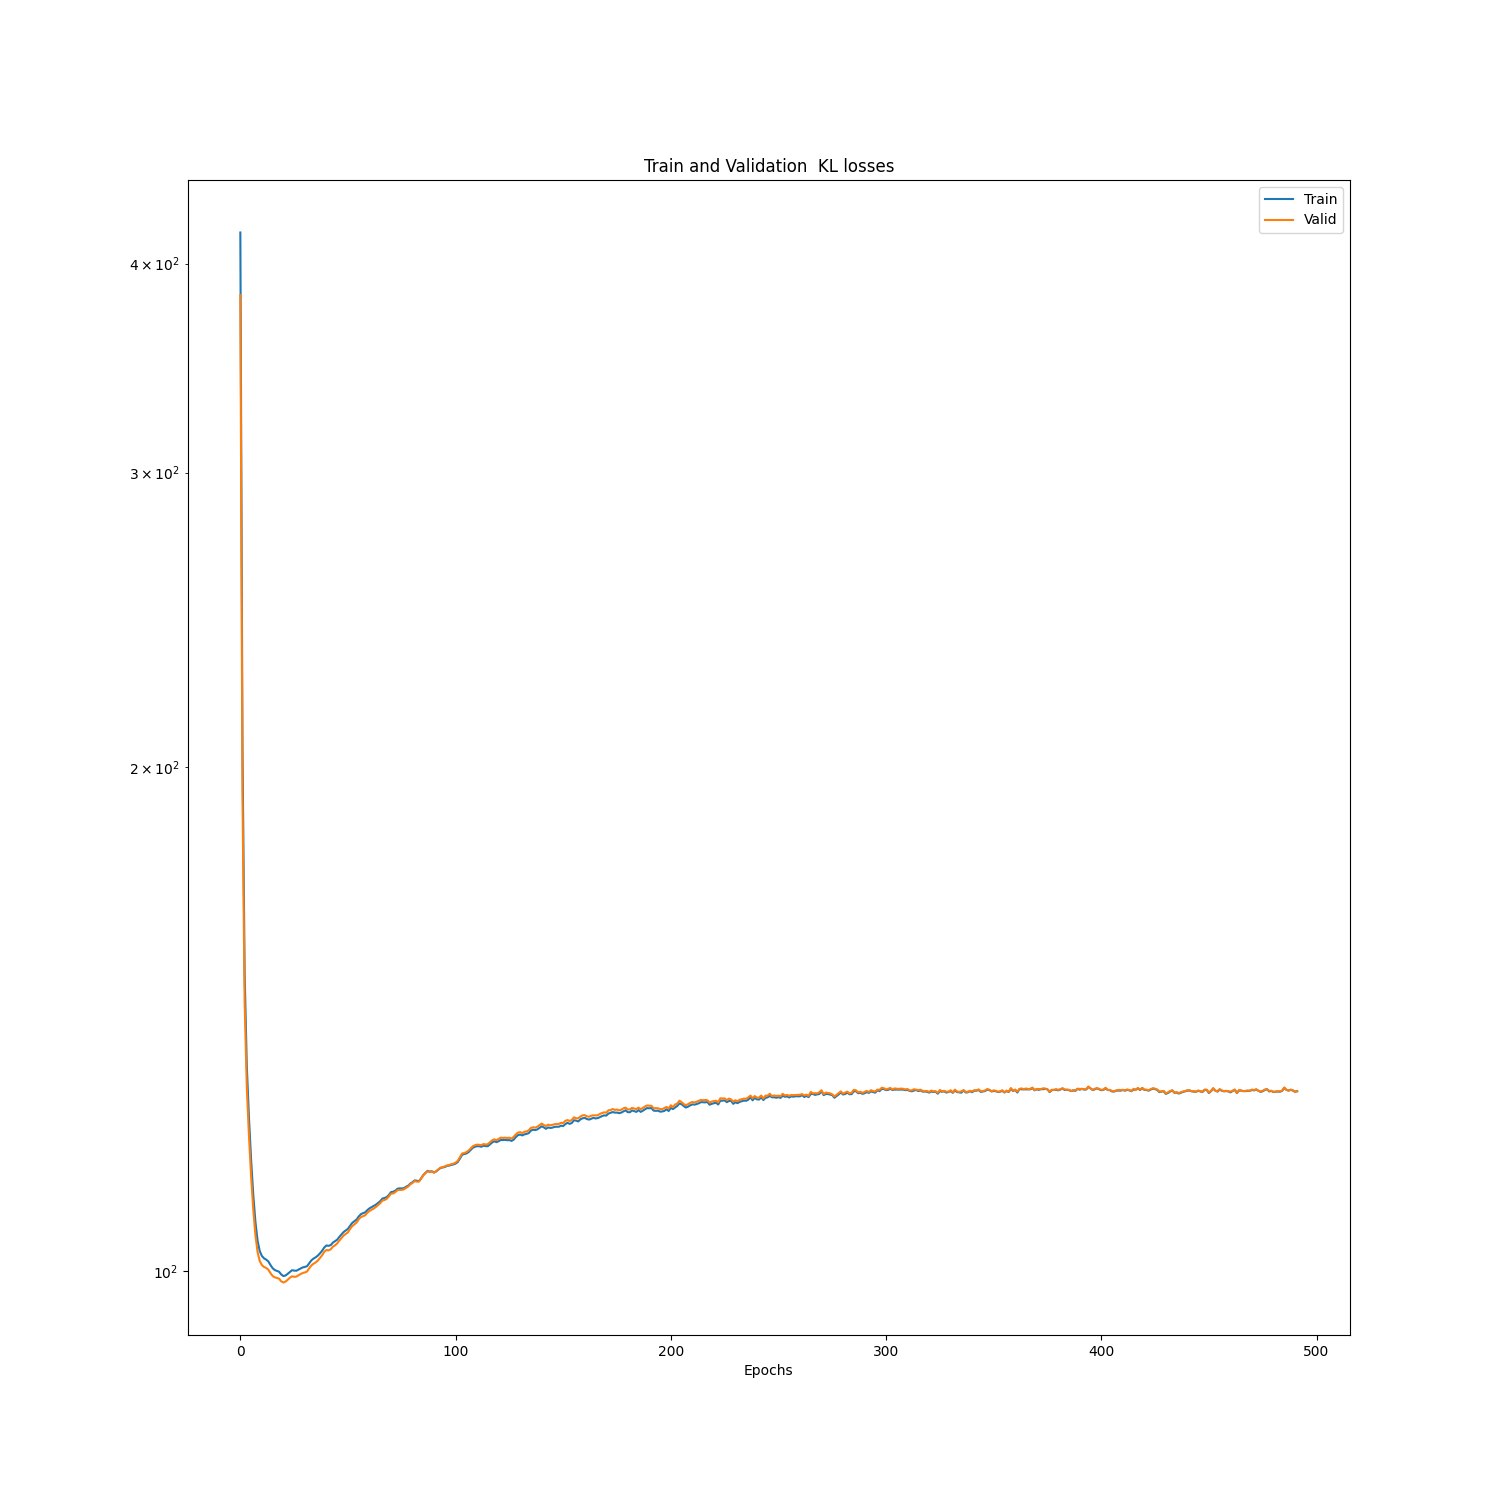 Train and Validation  KL losses
Train
Valid
4 × 10²
3 × 10²
2 × 10²
10²
0 100 200 300 400 500
Epochs